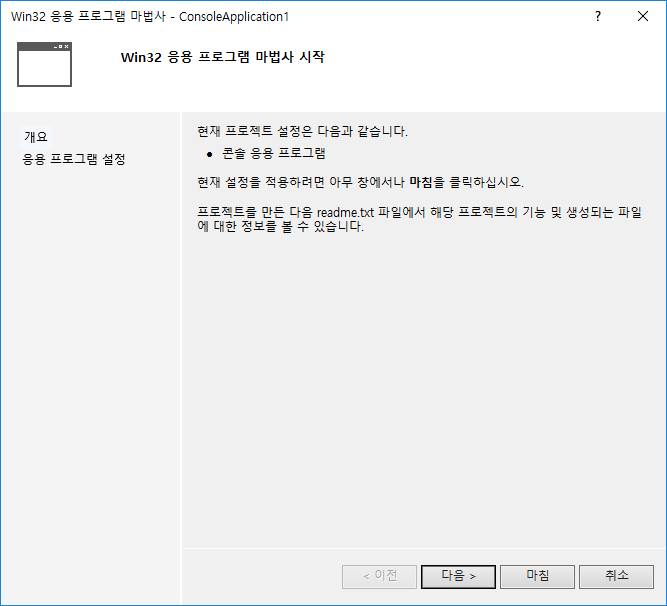 Win32 응용 프로그램 마법사 - ConsoleApplication1
?
Win32 응용 프로그램 마법사 시작
개요
응용 프로그램 설정
현재 프로젝트 설정은 다음과 같습니다.
• 콘솔 응용 프로그램
현재 설정을 적용하려면 아무 창에서나 마침을 클릭하십시오.
프로젝트를 만든 다음 readme.txt 파일에서 해당 프로젝트의 기능 및 생성되는 파일
에 대한 정보를 볼 수 있습니다.
< 이전
다음 >
마침
취소